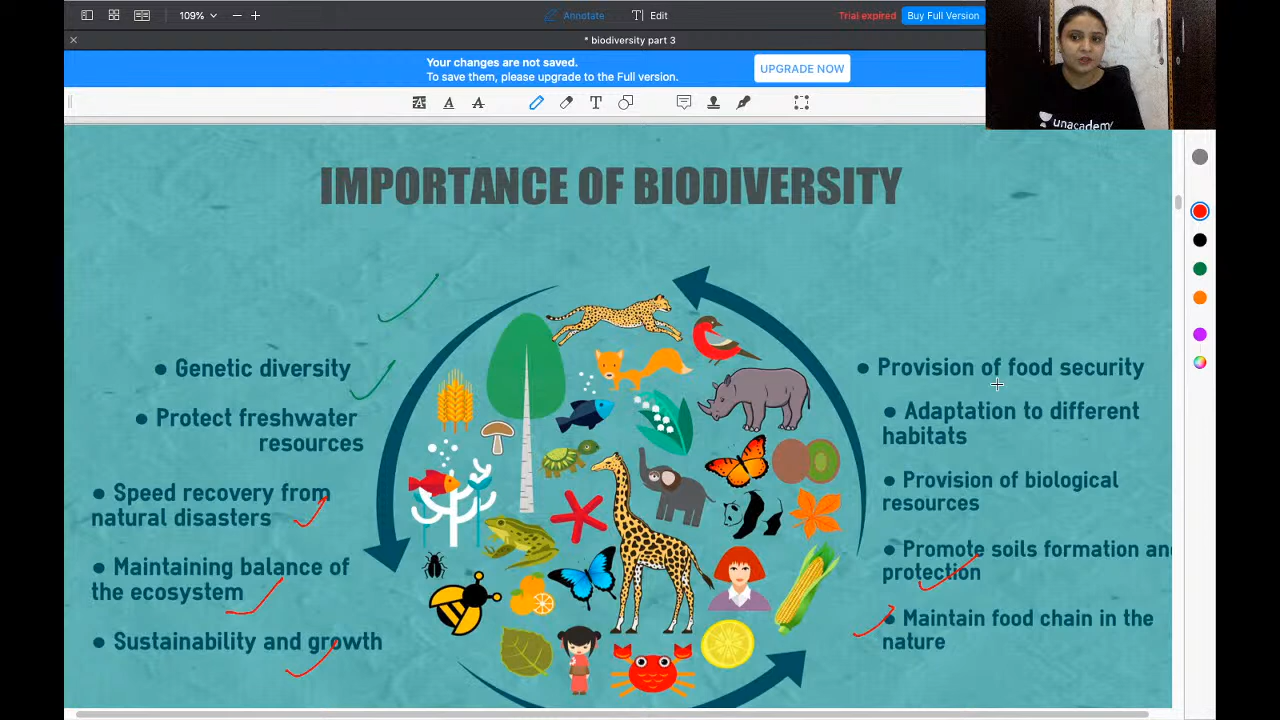 109%
Annotate
Edit
Trial expired
Buy Full Version
* biodiversity part 3
Your changes are not saved.
To save them, please upgrade to the Full version.
UPGRADE NOW
A
A
A
T
unacademy
IMPORTANCE OF BIODIVERSITY
• Genetic diversity
• Protect freshwater
resources
• Speed recovery from
natural disasters
• Maintaining balance of
the ecosystem
• Sustainability and growth
• Provision of food security
• Adaptation to different
habitats
• Provision of biological
resources
• Promote soils formation an
protection
• Maintain food chain in the
nature